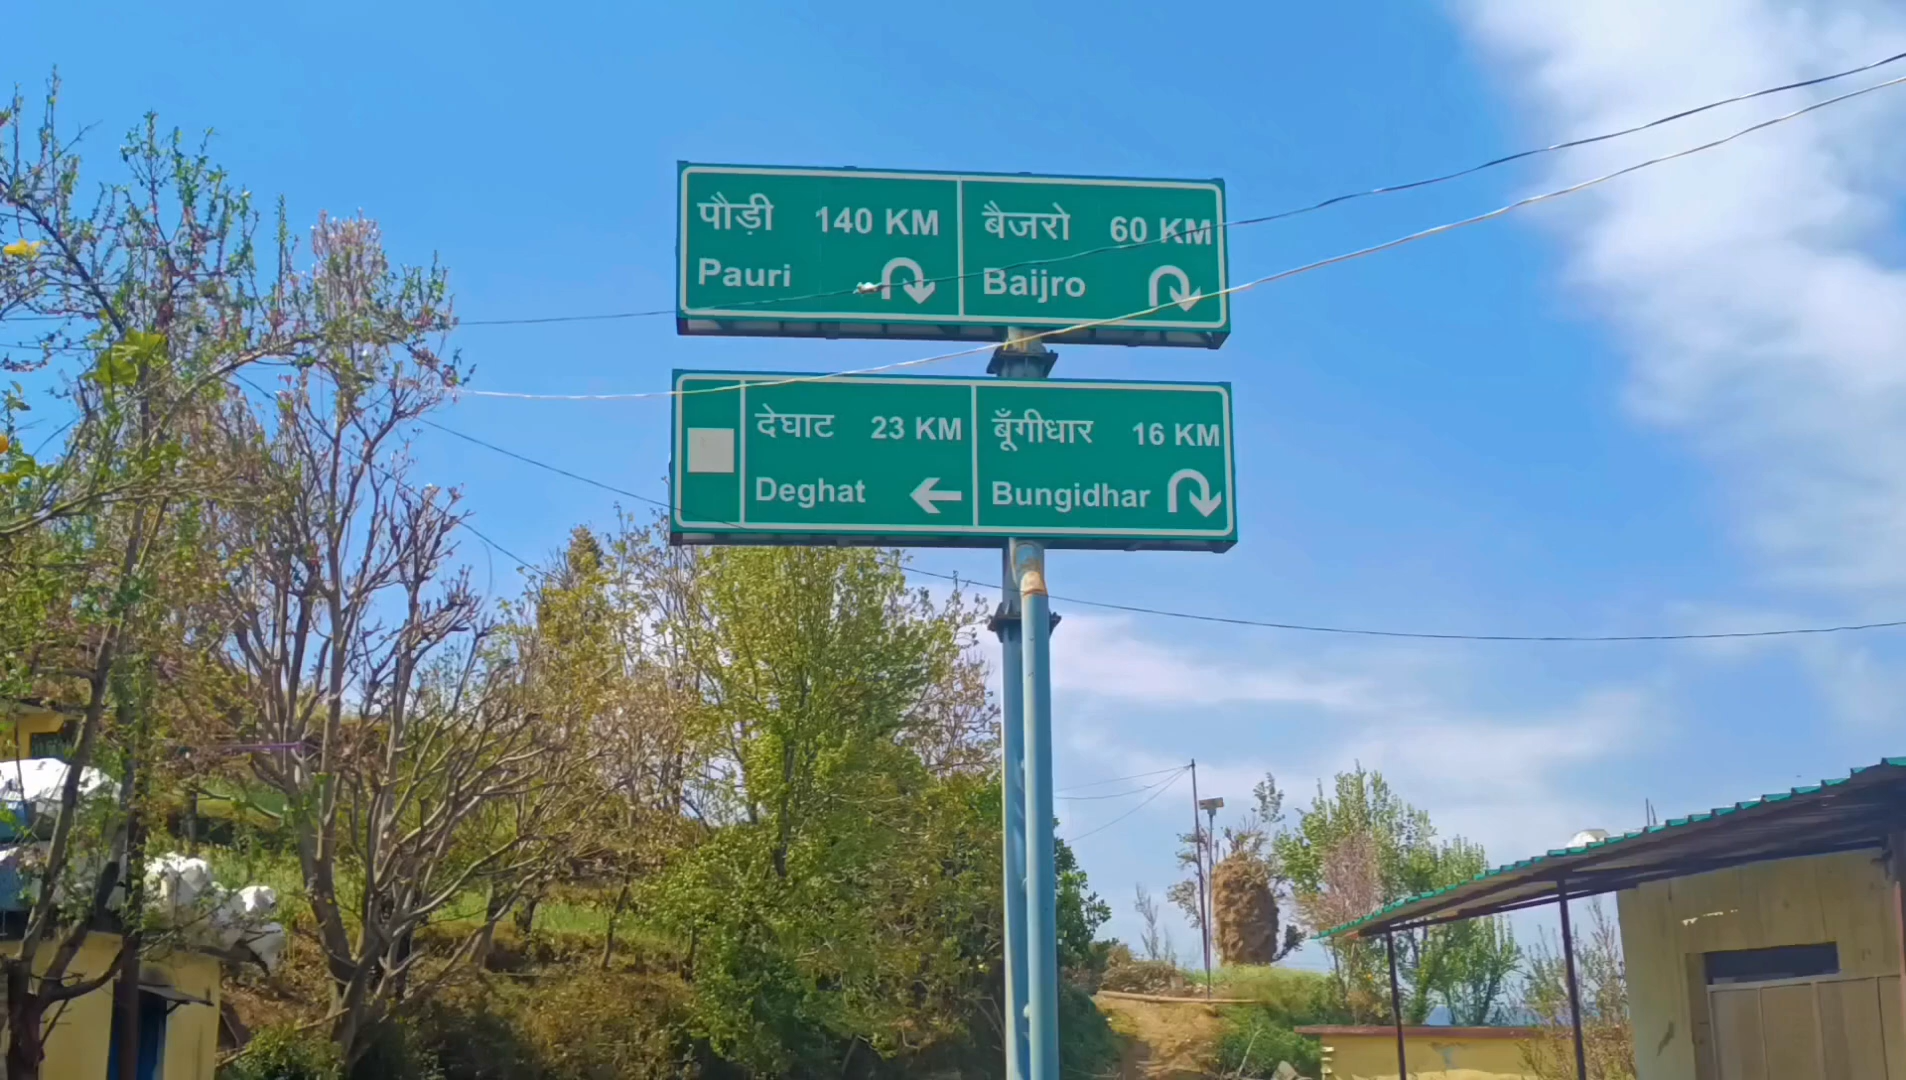 पौड़ी 140 KM
Pauri
बैजरो 60 KM
Baijro
देघाट 23 KM
Deghat
बूँगीधार 16 KM
Bungidhar